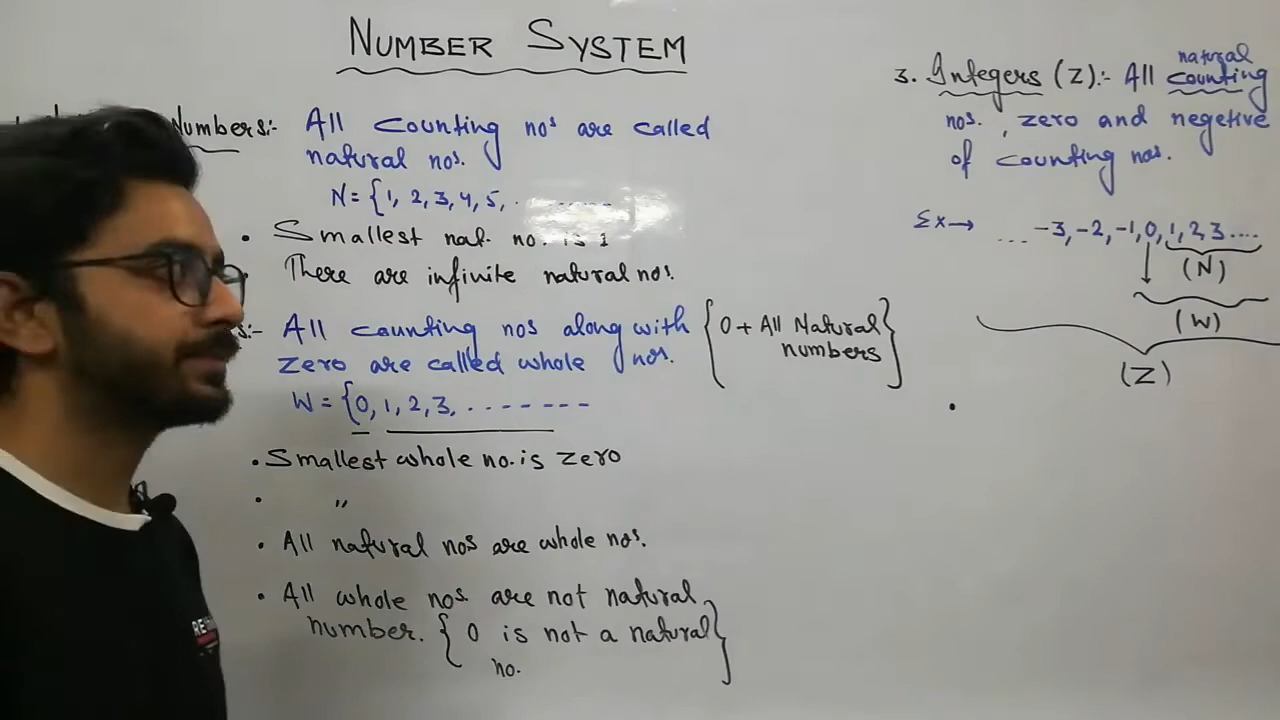 NUMBER SYSTEM
Numbers:- All counting nos are called
natural nos.
N = {1, 2, 3, 4, 5, . ........
• Smallest nat. no. is 1
• There are infinite natural nos.
s:- All counting nos along with {0 + All Natural
zero are called whole nos. numbers}
W = {0, 1, 2, 3, . - - - - - - -
• Smallest whole no. is zero
• "
• All natural nos are whole nos.
• All whole nos are not natural
number. {0 is not a natural
no.}
natural
3. Integers (Z):- All counting
nos. , zero and negetive
of counting nos.
Ex→ ... -3, -2, -1, 0, 1, 2, 3 ....
(N)
(W)
(Z)
•